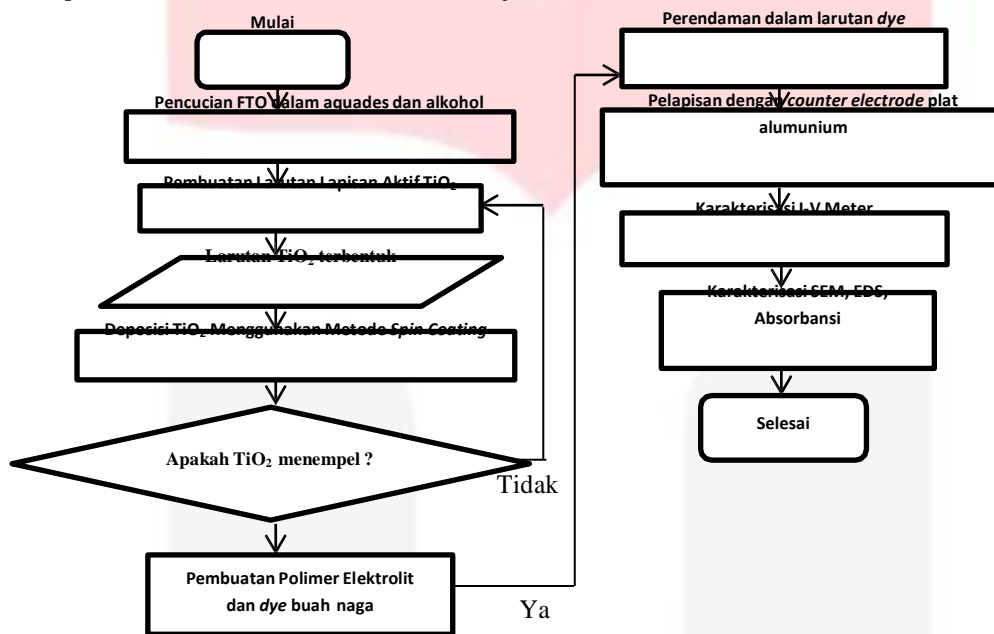 Mulai
Pencucian FTO dalam aquades dan alkohol
Pembuatan Larutan Lapisan Aktif TiO₂
Larutan TiO₂ terbentuk
Deposisi TiO₂ Menggunakan Metode Spin Coating
Apakah TiO₂ menempel ?
Tidak
Pembuatan Polimer Elektrolit
dan dye buah naga
Ya
Perendaman dalam larutan dye
Pelapisan dengan counter electrode plat
alumunium
Karakterisasi I-V Meter
Karakterisasi SEM, EDS,
Absorbansi
Selesai